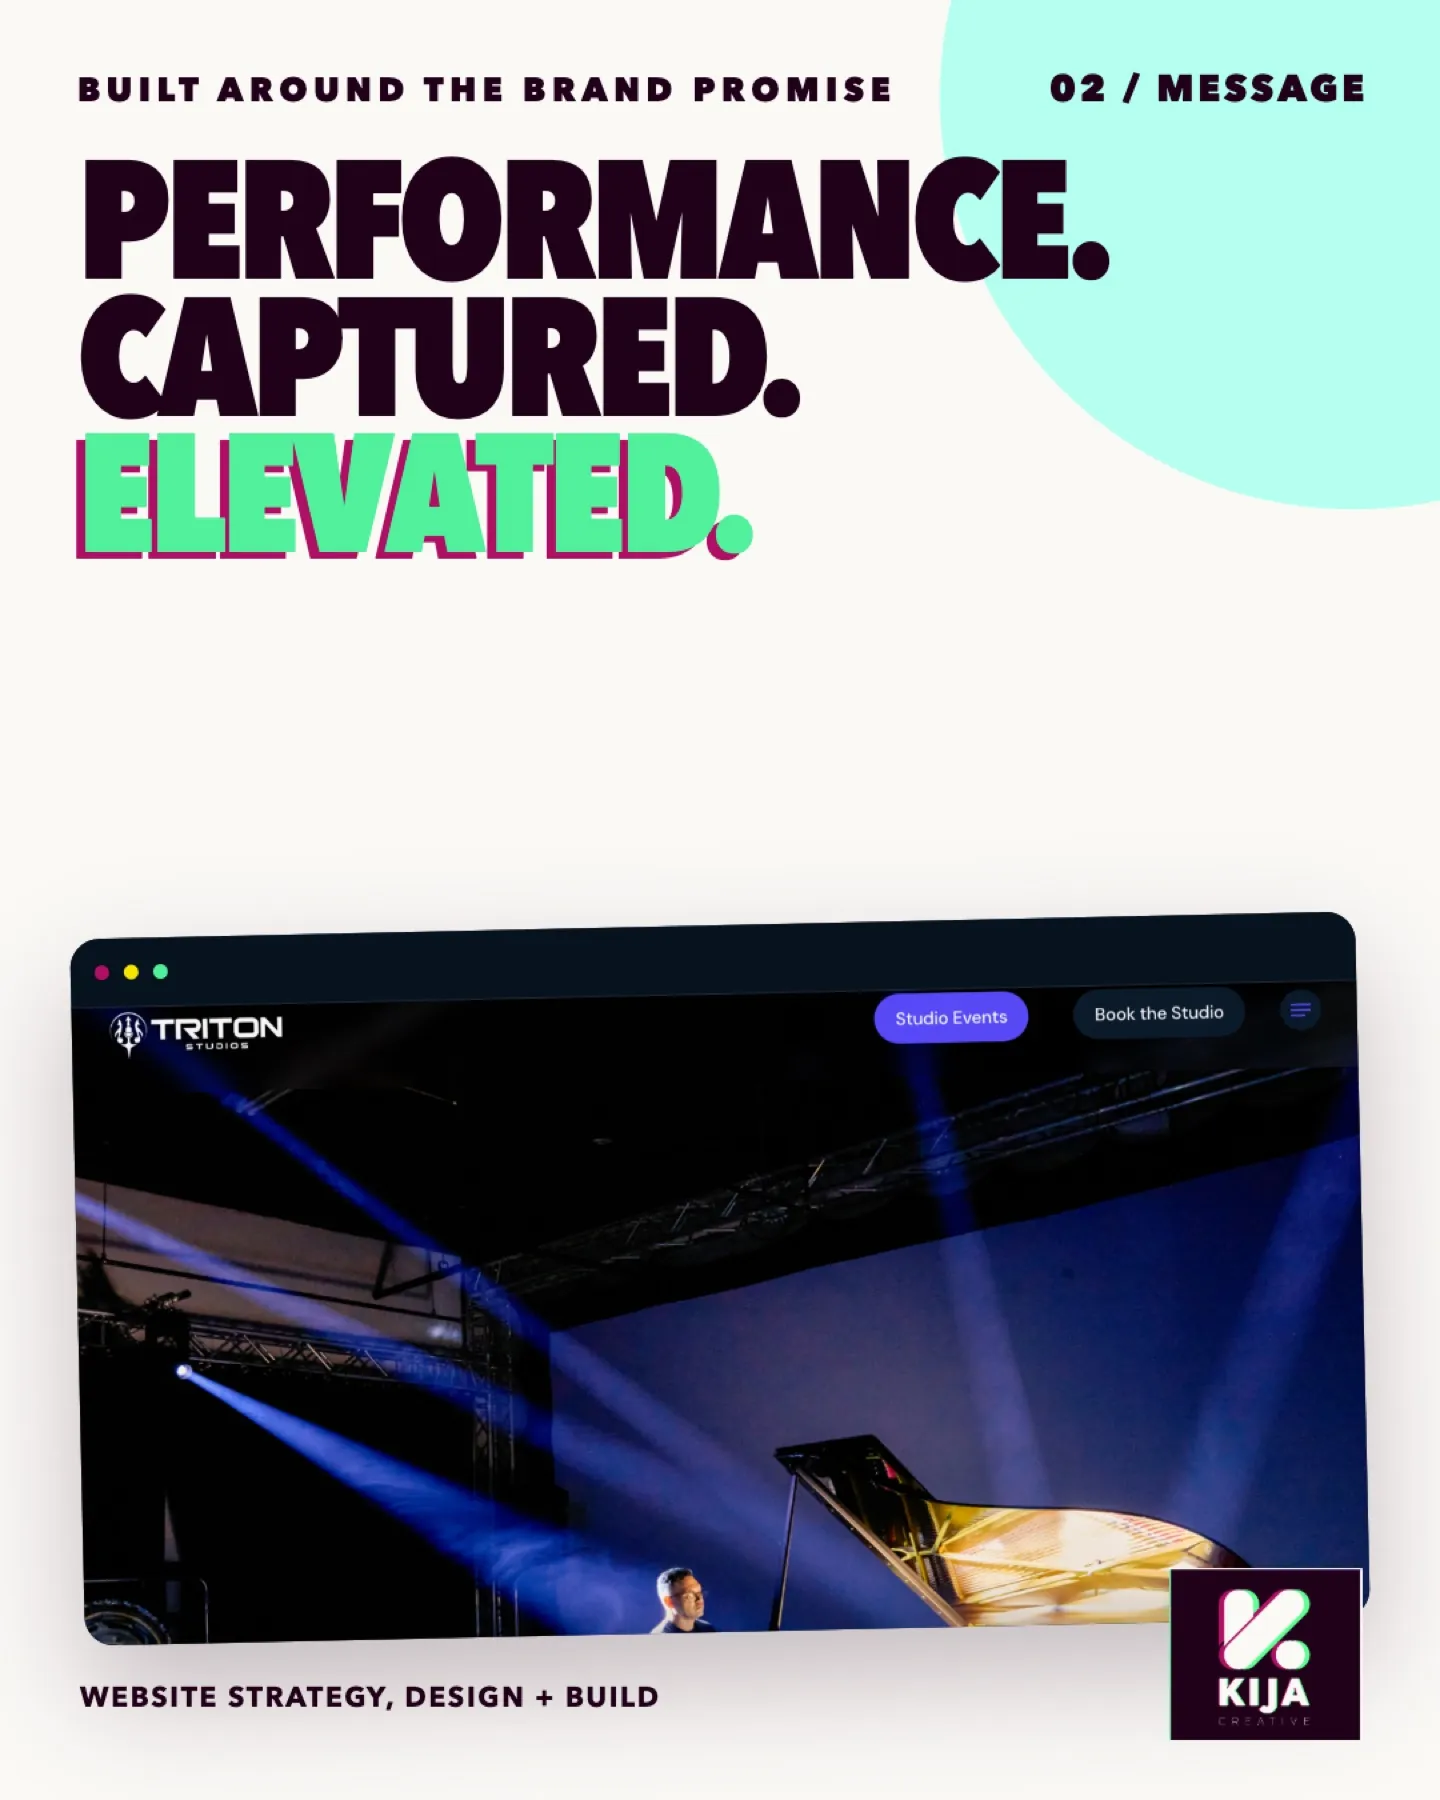 BUILT AROUND THE BRAND PROMISE
02 / MESSAGE
PERFORMANCE.
CAPTURED.
ELEVATED.
TRITON
STUDIOS
Studio Events
Book the Studio
WEBSITE STRATEGY, DESIGN + BUILD
KIJA
CREATIVE